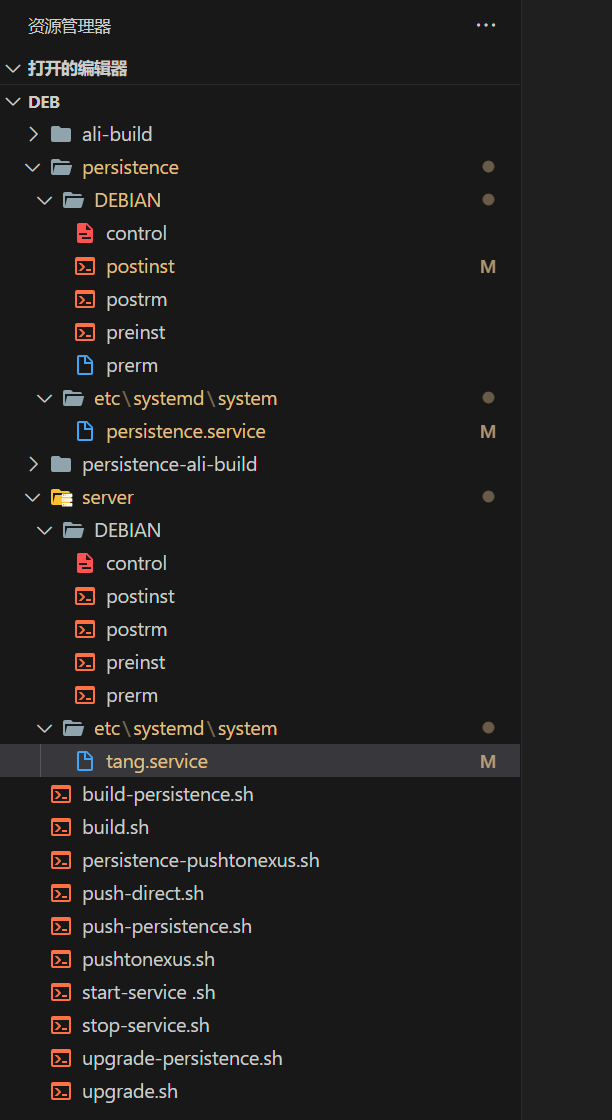 资源管理器 ···
打开的编辑器
DEB
ali-build
persistence
DEBIAN
control
postinst M
postrm
preinst
prerm
etc\systemd\system
persistence.service M
persistence-ali-build
server
DEBIAN
control
postinst
postrm
preinst
prerm
etc\systemd\system
tang.service M
build-persistence.sh
build.sh
persistence-pushtonexus.sh
push-direct.sh
push-persistence.sh
pushtonexus.sh
start-service .sh
stop-service.sh
upgrade-persistence.sh
upgrade.sh